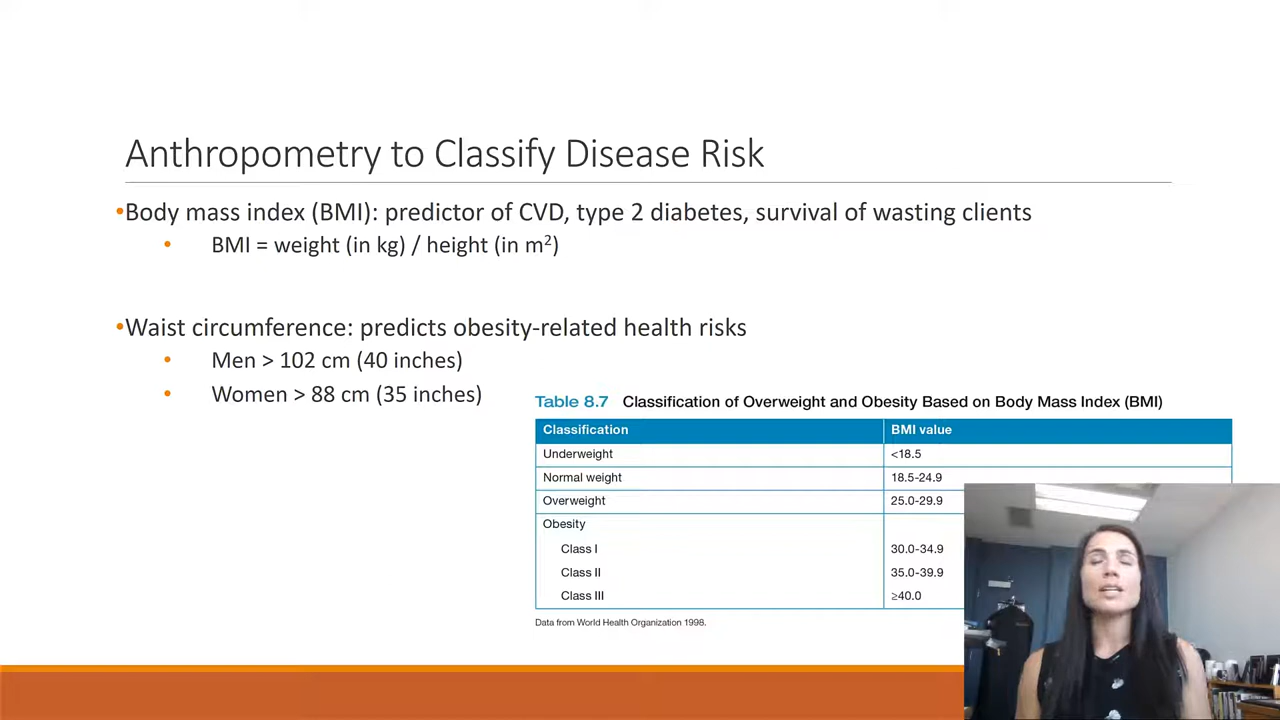 Anthropometry to Classify Disease Risk
•Body mass index (BMI): predictor of CVD, type 2 diabetes, survival of wasting clients
• BMI = weight (in kg) / height (in m²)
•Waist circumference: predicts obesity-related health risks
• Men > 102 cm (40 inches)
• Women > 88 cm (35 inches)
Table 8.7 Classification of Overweight and Obesity Based on Body Mass Index (BMI)
Classification BMI value
Underweight <18.5
Normal weight 18.5-24.9
Overweight 25.0-29.9
Obesity
Class I 30.0-34.9
Class II 35.0-39.9
Class III ≥40.0
Data from World Health Organization 1998.